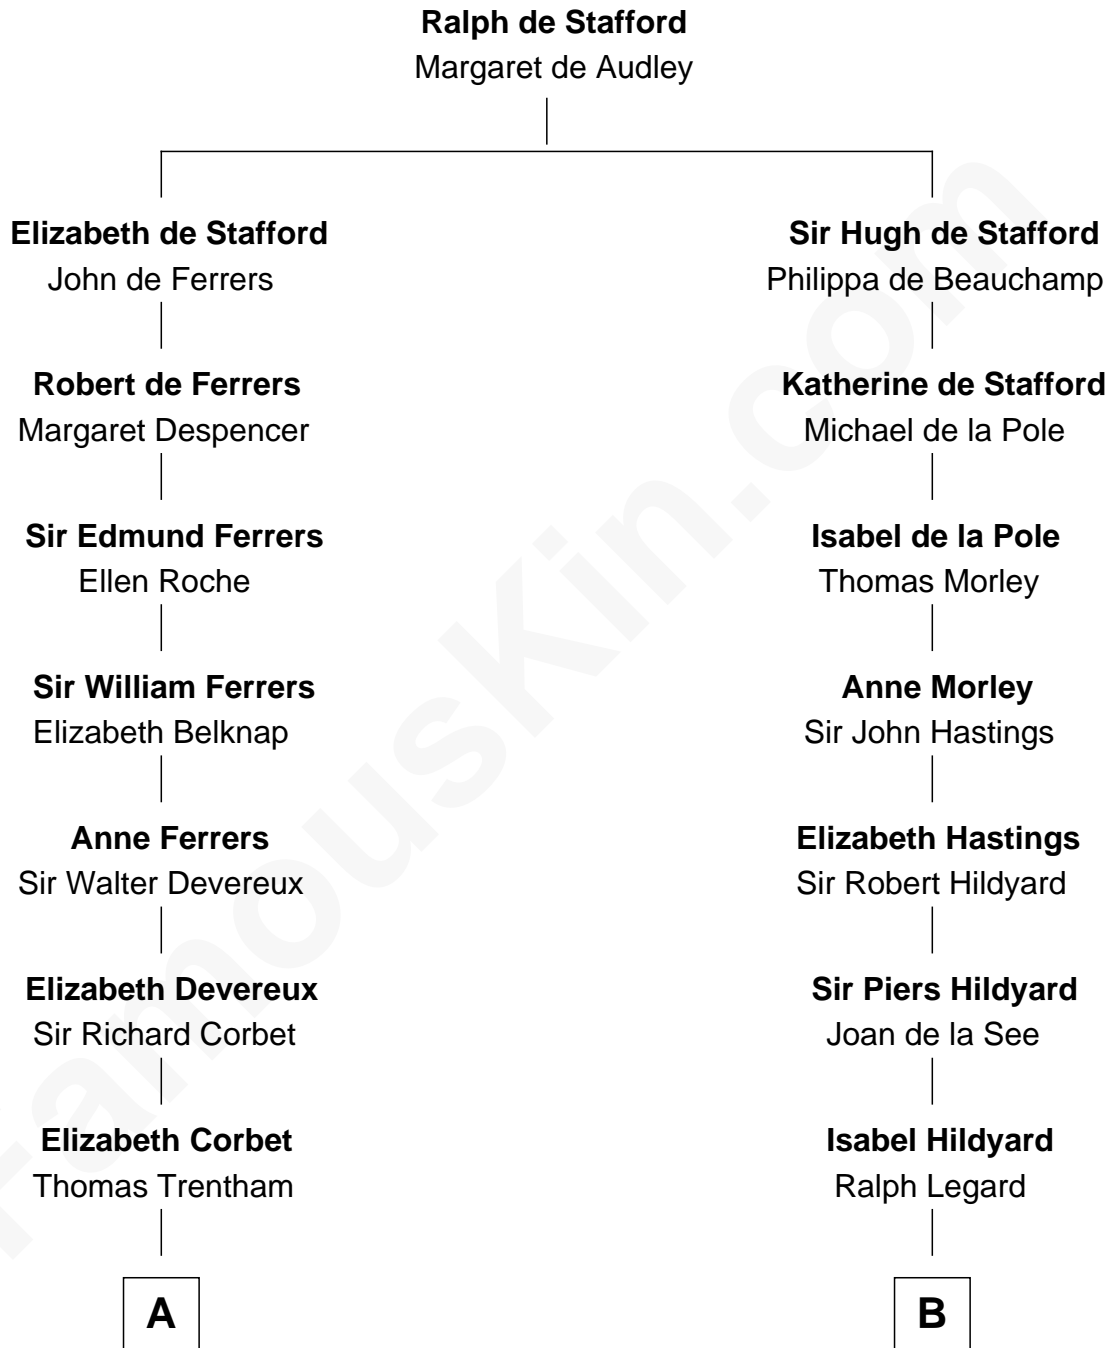 Ralph de Stafford
Margaret de Audley
Elizabeth de Stafford
John de Ferrers
Sir Hugh de Stafford
Philippa de Beauchamp
Robert de Ferrers
Margaret Despencer
Katherine de Stafford
Michael de la Pole
Sir Edmund Ferrers
Ellen Roche
Isabel de la Pole
Thomas Morley
Sir William Ferrers
Elizabeth Belknap
Anne Morley
Sir John Hastings
Anne Ferrers
Sir Walter Devereux
Elizabeth Hastings
Sir Robert Hildyard
Elizabeth Devereux
Sir Richard Corbet
Sir Piers Hildyard
Joan de la See
Elizabeth Corbet
Thomas Trentham
Isabel Hildyard
Ralph Legard
A
B
FamousKin.com